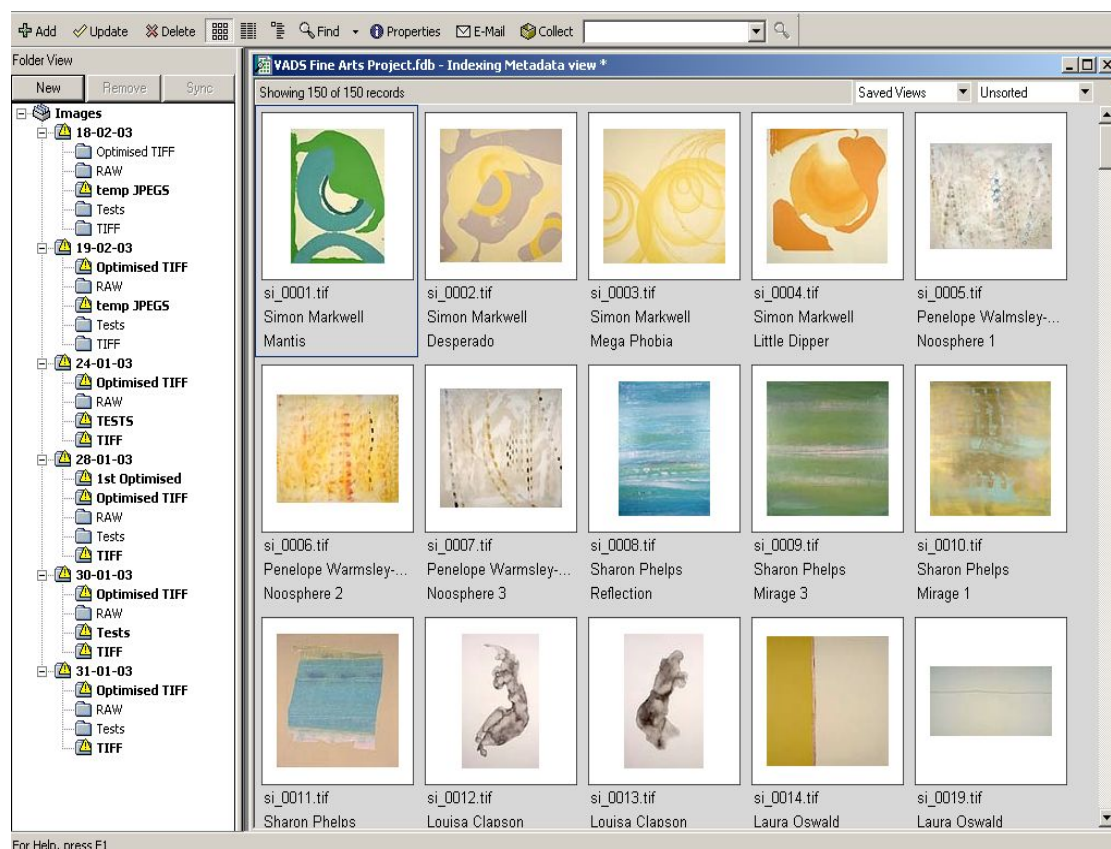 Add Update Delete Find Properties E-Mail Collect
Folder View
New Remove Sync
Images
18-02-03
Optimised TIFF
RAW
temp JPEGS
Tests
TIFF
19-02-03
Optimised TIFF
RAW
temp JPEGS
Tests
TIFF
24-01-03
Optimised TIFF
RAW
TESTS
TIFF
28-01-03
1st Optimised
Optimised TIFF
RAW
Tests
TIFF
30-01-03
Optimised TIFF
RAW
Tests
TIFF
31-01-03
Optimised TIFF
RAW
Tests
TIFF
VADS Fine Arts Project.fdb - Indexing Metadata view *
Showing 150 of 150 records Saved Views Unsorted
si_0001.tif si_0002.tif si_0003.tif si_0004.tif si_0005.tif
Simon Markwell Simon Markwell Simon Markwell Simon Markwell Penelope Walmsley-...
Mantis Desperado Mega Phobia Little Dipper Noosphere 1
si_0006.tif si_0007.tif si_0008.tif si_0009.tif si_0010.tif
Penelope Warmsley-... Penelope Warmsley-... Sharon Phelps Sharon Phelps Sharon Phelps
Noosphere 2 Noosphere 3 Reflection Mirage 3 Mirage 1
si_0011.tif si_0012.tif si_0013.tif si_0014.tif si_0019.tif
Sharon Phelps Louisa Clapson Louisa Clapson Laura Oswald Laura Oswald
For Help, press F1